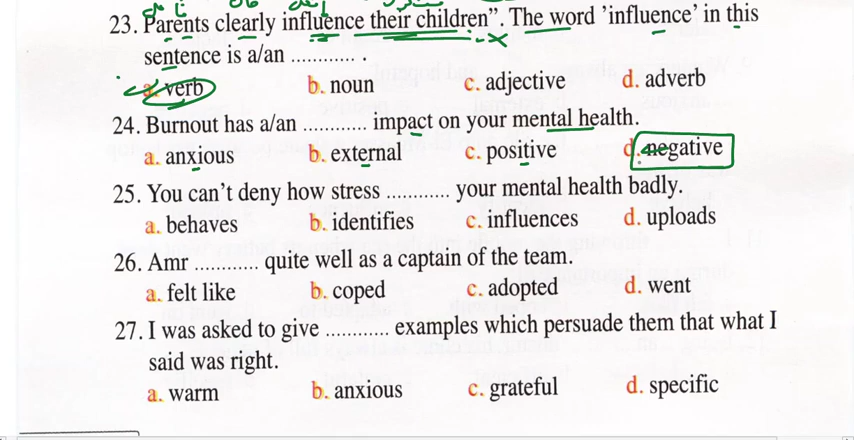 23. Parents clearly influence their children”. The word ’influence’ in this
sentence is a/an ............ .
a. verb b. noun c. adjective d. adverb
24. Burnout has a/an ........... impact on your mental health.
a. anxious b. external c. positive d. negative
25. You can’t deny how stress ........... your mental health badly.
a. behaves b. identifies c. influences d. uploads
26. Amr ........... quite well as a captain of the team.
a. felt like b. coped c. adopted d. went
27. I was asked to give ........... examples which persuade them that what I
said was right.
a. warm b. anxious c. grateful d. specific